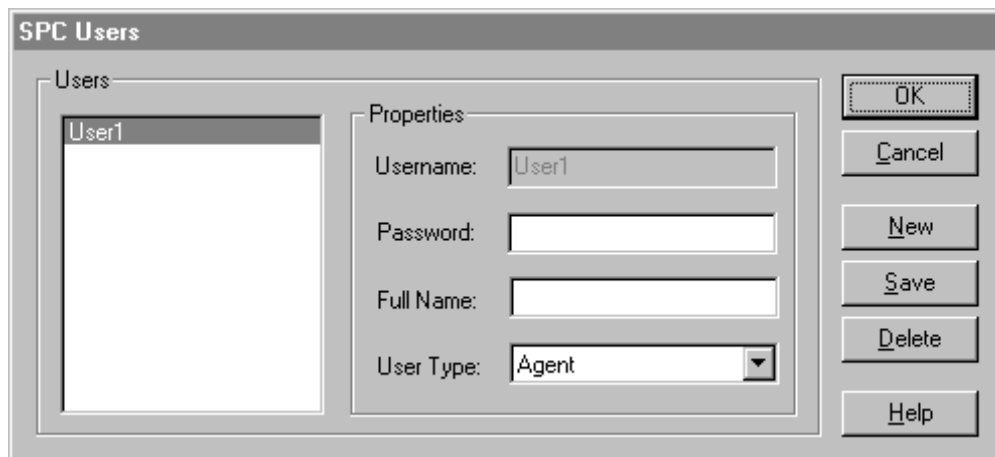 SPC Users
Users
User1
Properties
Username: User1
Password:
Full Name:
User Type: Agent
OK
Cancel
New
Save
Delete
Help